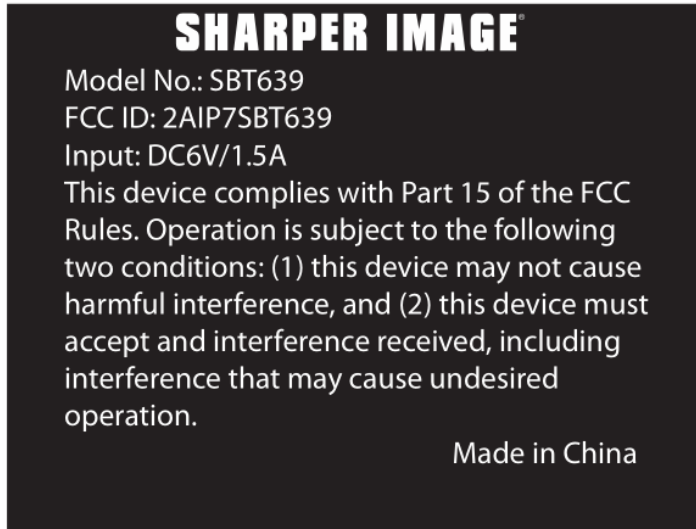 SHARPER IMAGE®
Model No.: SBT639
FCC ID: 2AIP7SBT639
Input: DC6V/1.5A
This device complies with Part 15 of the FCC
Rules. Operation is subject to the following
two conditions: (1) this device may not cause
harmful interference, and (2) this device must
accept and interference received, including
interference that may cause undesired
operation.
Made in China